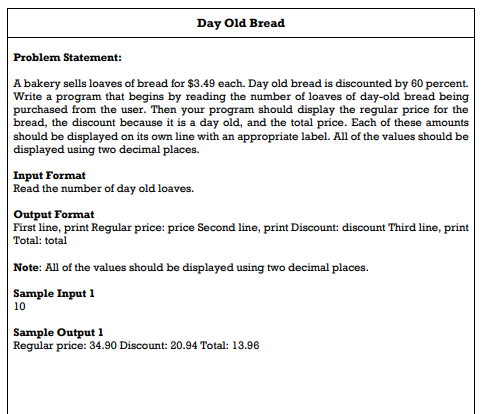 Day Old Bread
Problem Statement:
A bakery sells loaves of bread for $3.49 each. Day old bread is discounted by 60 percent.
Write a program that begins by reading the number of loaves of day-old bread being
purchased from the user. Then your program should display the regular price for the
bread, the discount because it is a day old, and the total price. Each of these amounts
should be displayed on its own line with an appropriate label. All of the values should be
displayed using two decimal places.
Input Format
Read the number of day old loaves.
Output Format
First line, print Regular price: price Second line, print Discount: discount Third line, print
Total: total
Note: All of the values should be displayed using two decimal places.
Sample Input 1
10
Sample Output 1
Regular price: 34.90 Discount: 20.94 Total: 13.96